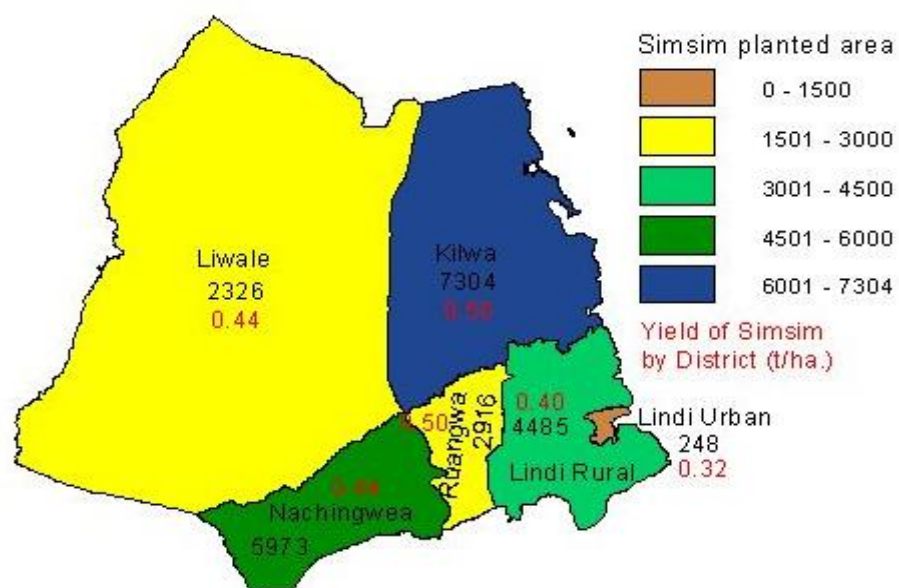 Simsim planted area
0 - 1500
1501 - 3000
3001 - 4500
4501 - 6000
6001 - 7304
Yield of Simsim
by District (t/ha.)
Liwale
2326
0.44
Kilwa
7304
0.50
Ruangwa
2916
0.40
4485
Lindi Rural
Lindi Urban
248
0.32
Nachingwea
5973